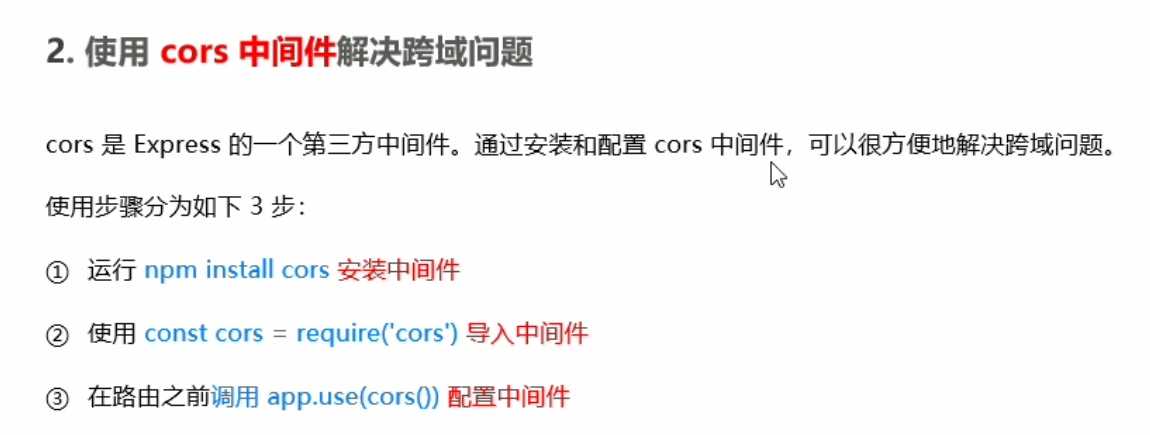 2. 使用 cors 中间件解决跨域问题
cors 是 Express 的一个第三方中间件。通过安装和配置 cors 中间件，可以很方便地解决跨域问题。
使用步骤分为如下 3 步：
① 运行 npm install cors 安装中间件
② 使用 const cors = require('cors') 导入中间件
③ 在路由之前调用 app.use(cors()) 配置中间件